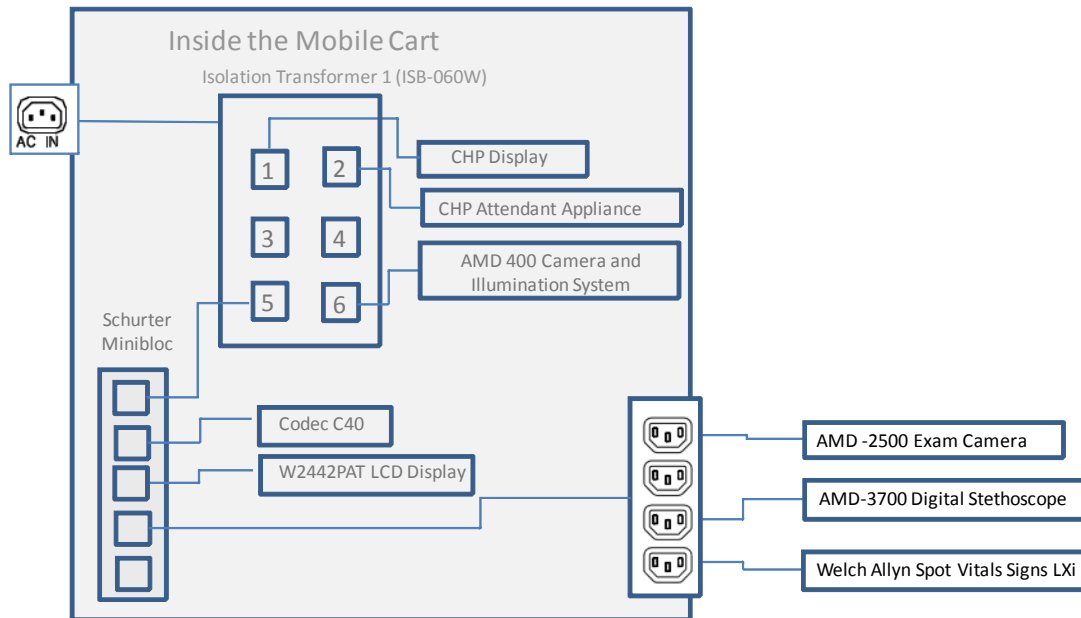 Inside the Mobile Cart
Isolation Transformer 1 (ISB-060W)
AC IN
1
2
CHP Display
CHP Attendant Appliance
3
4
AMD 400 Camera and
Illumination System
5
6
Schurter
Minibloc
Codec C40
W2442PAT LCD Display
AMD -2500 Exam Camera
AMD-3700 Digital Stethoscope
Welch Allyn Spot Vitals Signs LXi